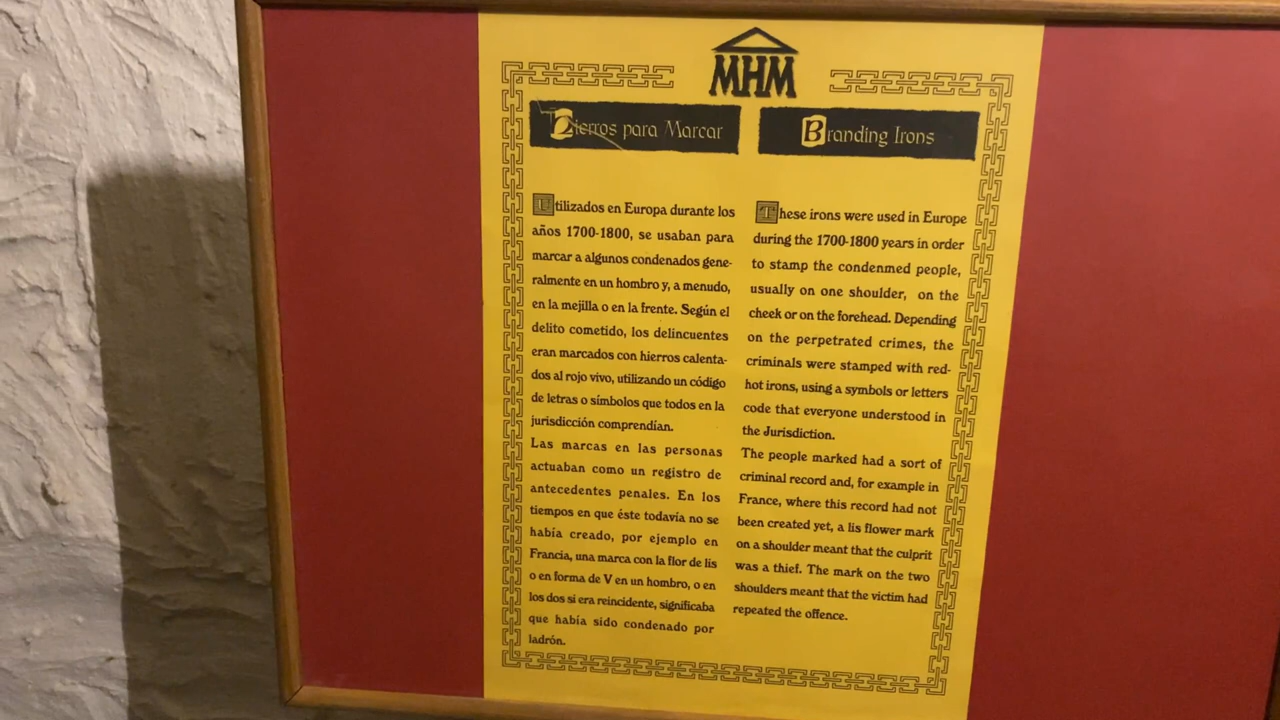 MHM
Hierros para Marcar
Utilizados en Europa durante los
años 1700-1800, se usaban para
marcar a algunos condenados gene-
ralmente en un hombro y, a menudo,
en la mejilla o en la frente. Según el
delito cometido, los delincuentes
eran marcados con hierros calenta-
dos al rojo vivo, utilizando un código
de letras o símbolos que todos en la
jurisdicción comprendían.
Las marcas en las personas
actuaban como un registro de
antecedentes penales. En los
tiempos en que éste todavía no se
había creado, por ejemplo en
Francia, una marca con la flor de lis
o en forma de V en un hombro, o en
los dos si era reincidente, significaba
que había sido condenado por
ladrón.
Branding Irons
These irons were used in Europe
during the 1700-1800 years in order
to stamp the condenmed people,
usually on one shoulder, on the
cheek or on the forehead. Depending
on the perpetrated crimes, the
criminals were stamped with red-
hot irons, using a symbols or letters
code that everyone understood in
the Jurisdiction.
The people marked had a sort of
criminal record and, for example in
France, where this record had not
been created yet, a lis flower mark
on a shoulder meant that the culprit
was a thief. The mark on the two
shoulders meant that the victim had
repeated the offence.